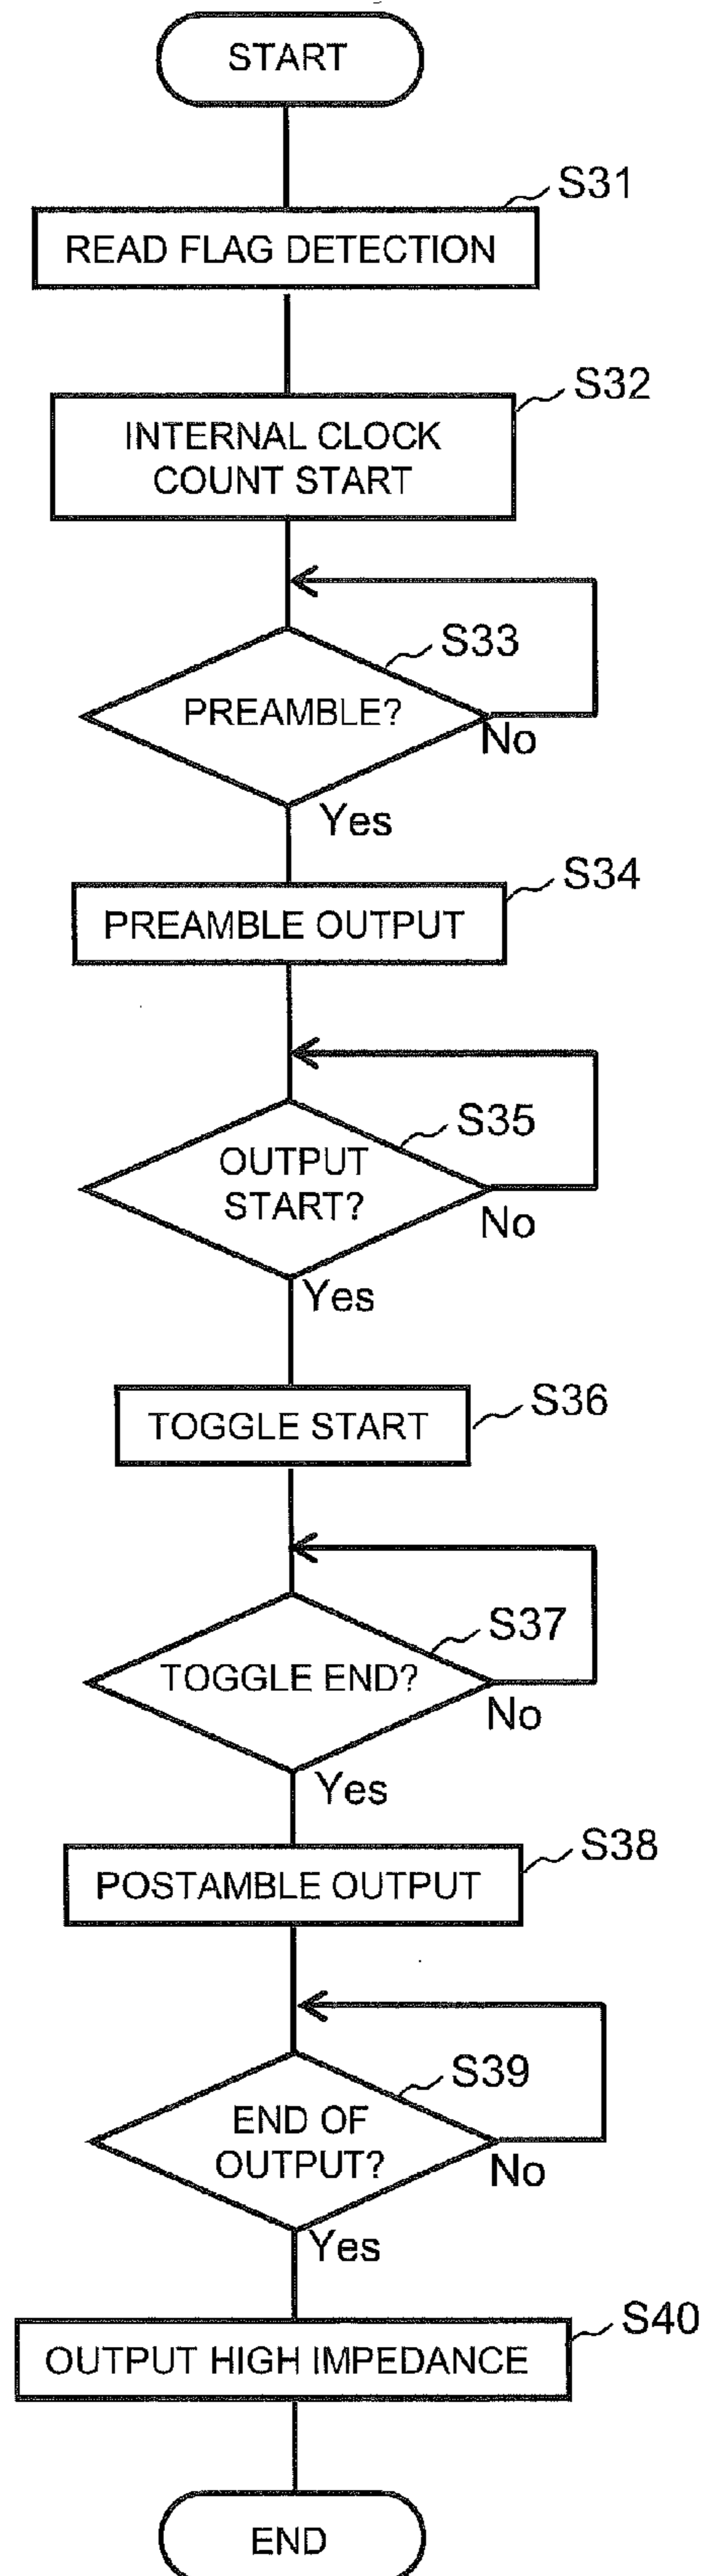 START
S31
READ FLAG DETECTION
S32
INTERNAL CLOCK
COUNT START
S33
PREAMBLE?
No
Yes
S34
PREAMBLE OUTPUT
S35
OUTPUT
START?
No
Yes
S36
TOGGLE START
S37
TOGGLE END?
No
Yes
S38
POSTAMBLE OUTPUT
S39
END OF
OUTPUT?
No
Yes
S40
OUTPUT HIGH IMPEDANCE
END